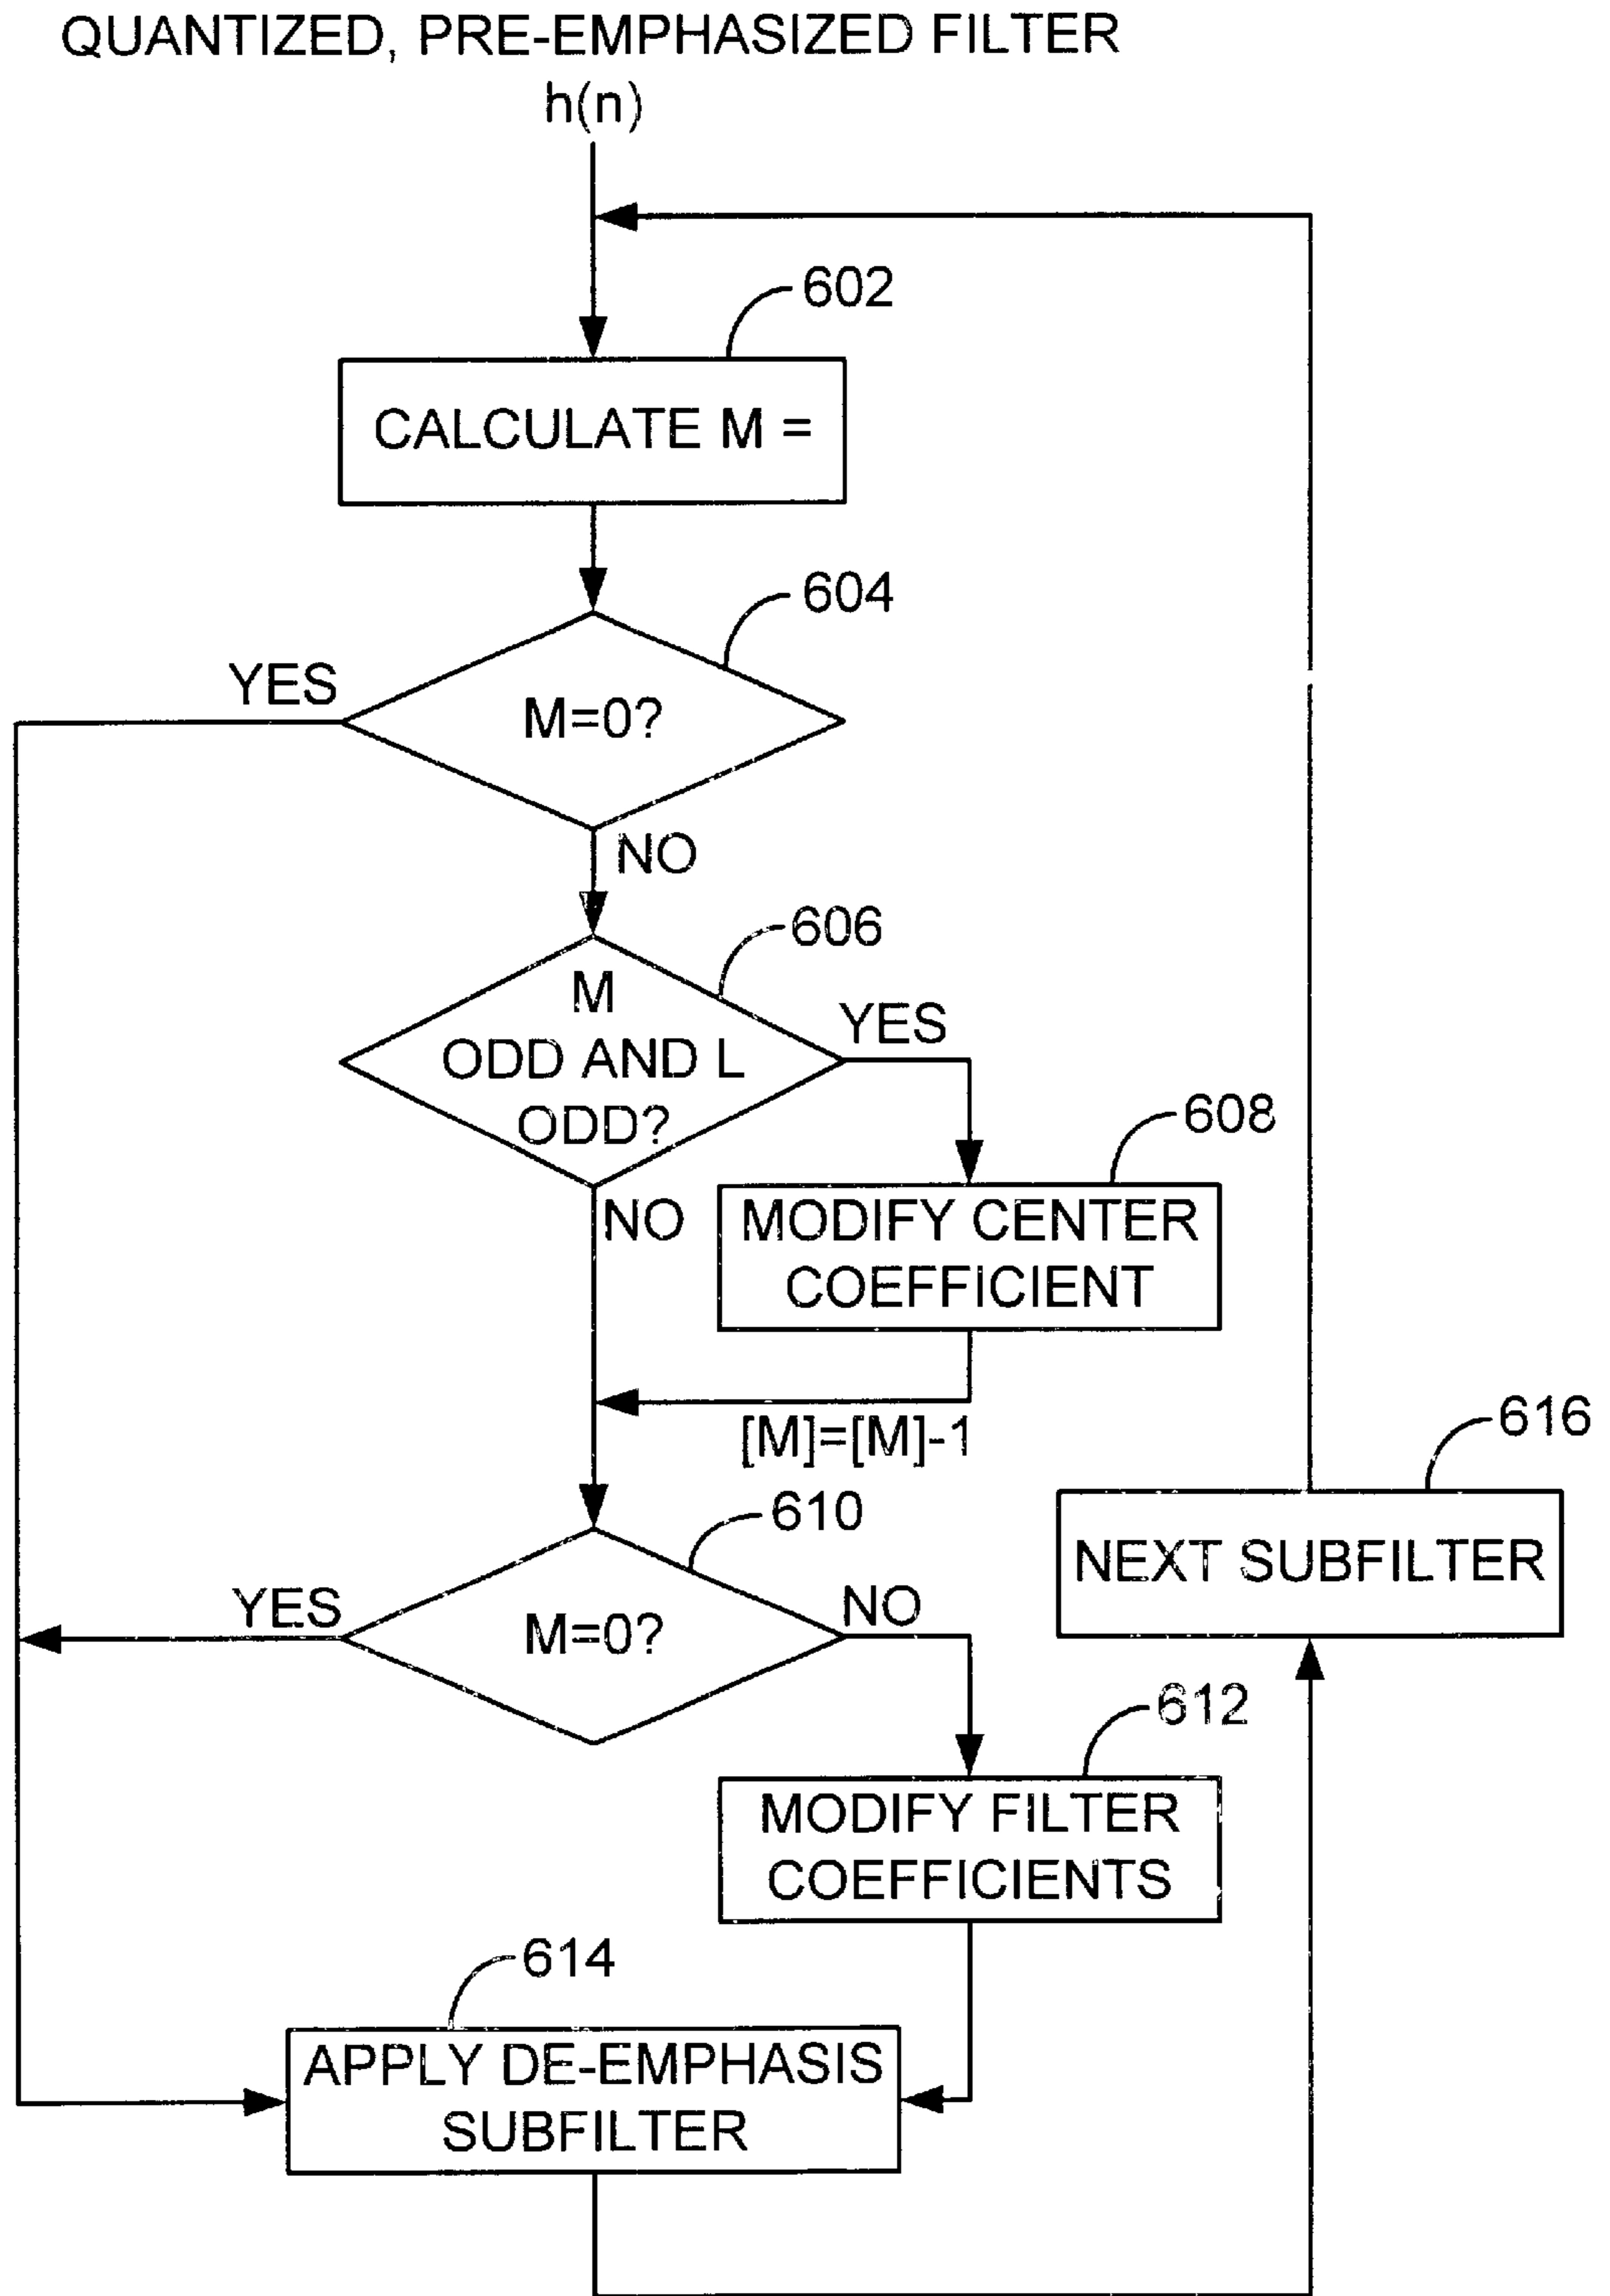 QUANTIZED, PRE-EMPHASIZED FILTER
h(n)
602
CALCULATE M =
604
YES
M=0?
NO
606
M
ODD AND L
ODD?
YES
608
NO
MODIFY CENTER
COEFFICIENT
[M]=[M]-1
616
610
NEXT SUBFILTER
YES
M=0?
NO
612
MODIFY FILTER
COEFFICIENTS
614
APPLY DE-EMPHASIS
SUBFILTER